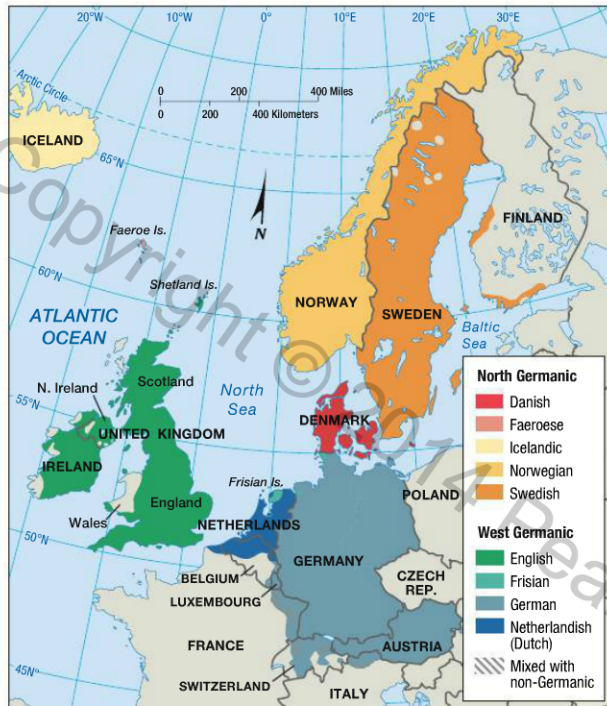 20°W
10°W
0°
10°E
20°E
30°E
Arctic Circle
0 200 400 Miles
0 200 400 Kilometers
ICELAND
65°N
Faeroe Is.
N
FINLAND
60°N
Shetland Is.
NORWAY
SWEDEN
ATLANTIC
OCEAN
Baltic
Sea
Scotland
North
Sea
N. Ireland
55°N
UNITED KINGDOM
DENMARK
IRELAND
Frisian Is.
England
Wales
NETHERLANDS
POLAND
50°N
GERMANY
BELGIUM
LUXEMBOURG
CZECH
REP.
FRANCE
AUSTRIA
45°N
SWITZERLAND
ITALY
North Germanic
Danish
Faeroese
Icelandic
Norwegian
Swedish
West Germanic
English
Frisian
German
Netherlandish
(Dutch)
Mixed with
non-Germanic
Copyright © 2014 Pea